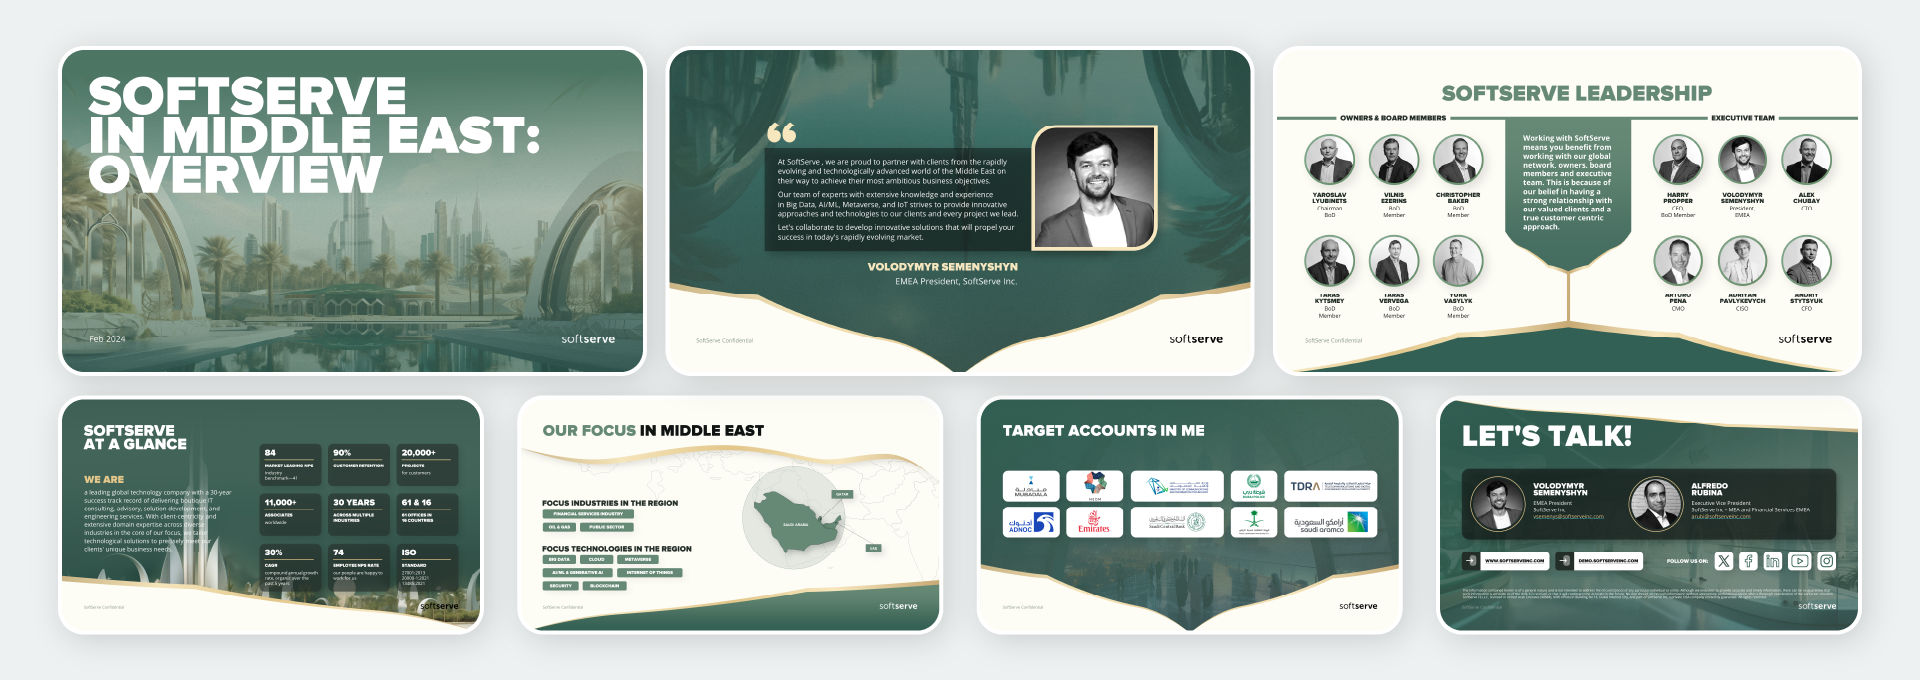 SOFTSERVE
IN MIDDLE EAST:
OVERVIEW
Feb 2024
softserve
At SoftServe , we are proud to partner with clients from the rapidly
evolving and technologically advanced world of the Middle East on
their way to achieve their most ambitious business objectives.
Our team of experts with extensive knowledge and experience
in Big Data, AI/ML, Metaverse, and IoT strives to provide innovative
approaches and technologies to our clients and every project we lead.
Let's collaborate to develop innovative solutions that will propel your
success in today's rapidly evolving market.
VOLODYMYR SEMENYSHYN
EMEA President, SoftServe Inc.
SoftServe Confidential
softserve
SOFTSERVE LEADERSHIP
OWNERS & BOARD MEMBERS
EXECUTIVE TEAM
YAROSLAV
LYUBINETS
Chairman
BoD
VILNIS
EZERINS
BoD
Member
CHRISTOPHER
BAKER
BoD
Member
TARAS
KYTSMEY
BoD
Member
TARAS
VERVEGA
BoD
Member
YURA
VASYLYK
BoD
Member
Working with SoftServe
means you benefit from
working with our global
network, owners, board
members and executive
team. This is because of
our belief in having a
strong relationship with
our valued clients and a
true customer centric
approach.
HARRY
PROPPER
CEO,
BoD Member
VOLODYMYR
SEMENYSHYN
President,
EMEA
ALEX
CHUBAY
CTO
ARTURO
PENA
CMO
ADRIYAN
PAVLYKEVYCH
CISO
ANDRIY
STYTSYUK
CFO
SoftServe Confidential
softserve
SOFTSERVE
AT A GLANCE
WE ARE
a leading global technology company with a 30-year
success track record of delivering boutique IT
consulting, advisory, solution development, and
engineering services. With client-centricity and
extensive domain expertise across diverse
industries in the core of our focus, we tailor
technological solutions to precisely meet our
clients' unique business needs.
84
MARKET LEADING NPS
Industry
benchmark—41
90%
CUSTOMER RETENTION
20,000+
PROJECTS
for customers
11,000+
ASSOCIATES
worldwide
30 YEARS
ACROSS MULTIPLE
INDUSTRIES
61 & 16
61 OFFICES IN
16 COUNTRIES
30%
CAGR
compound annual growth
rate, organic over the
past 5 years
74
EMPLOYEE NPS RATE
our people are happy to
work for us
ISO
STANDARD
27001:2013
SoftServe Confidential
softserve
OUR FOCUS IN MIDDLE EAST
FOCUS INDUSTRIES IN THE REGION
FINANCIAL SERVICES INDUSTRY
OIL & GAS
PUBLIC SECTOR
FOCUS TECHNOLOGIES IN THE REGION
BIG DATA
CLOUD
METAVERSE
AI/ML & GENERATIVE AI
INTERNET OF THINGS
SECURITY
BLOCKCHAIN
QATAR
SAUDI ARABIA
UAE
SoftServe Confidential
softserve
TARGET ACCOUNTS IN ME
مبادلة
MUBADALA
NEOM
TDRA
أدنوك
ADNOC
Emirates
Saudi Central Bank
أرامكو السعودية
saudi aramco
SoftServe Confidential
softserve
LET'S TALK!
VOLODYMYR
SEMENYSHYN
EMEA President
SoftServe Inc.
vsemenys@softserveinc.com
ALFREDO
RUBINA
Executive Vice President
SoftServe Inc. – MEA and Financial Services EMEA
arubi@softserveinc.com
WWW.SOFTSERVEINC.COM
DEMO.SOFTSERVEINC.COM
FOLLOW US ON:
SoftServe Confidential
softserve